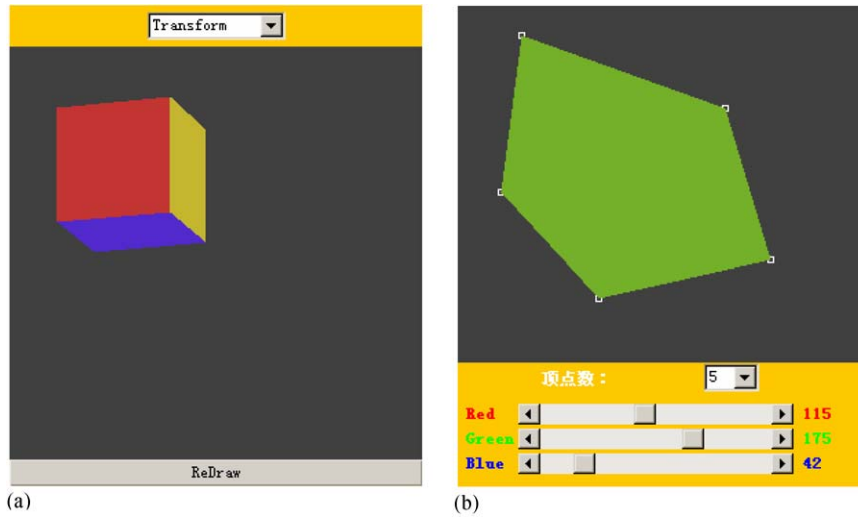 Transform
ReDraw
(a)
顶点数： 5
Red 115
Green 175
Blue 42
(b)